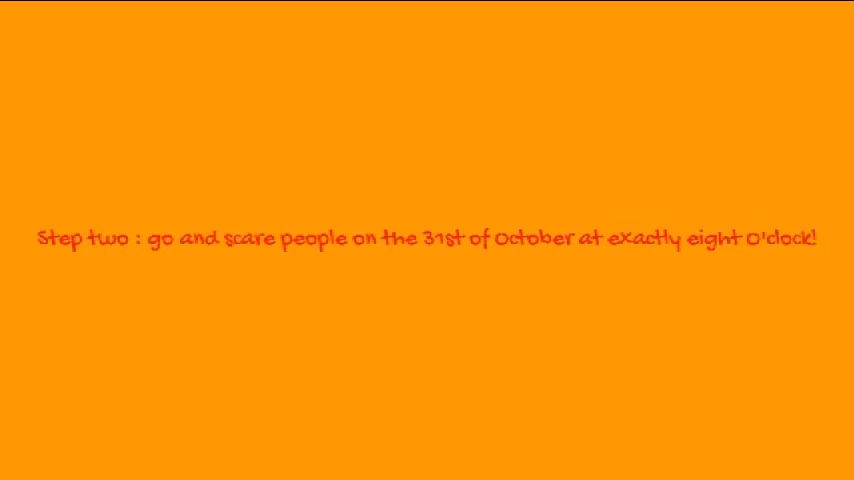 Step two : go and scare people on the 31st of October at exactly eight O'clock!